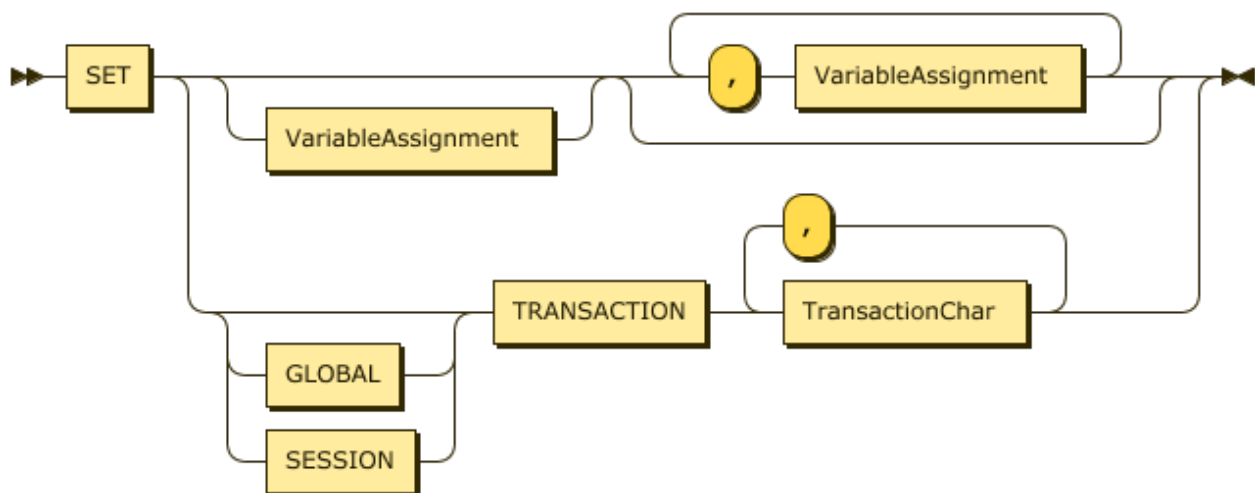 SET
, VariableAssignment
VariableAssignment
,
TRANSACTION TransactionChar
GLOBAL
SESSION